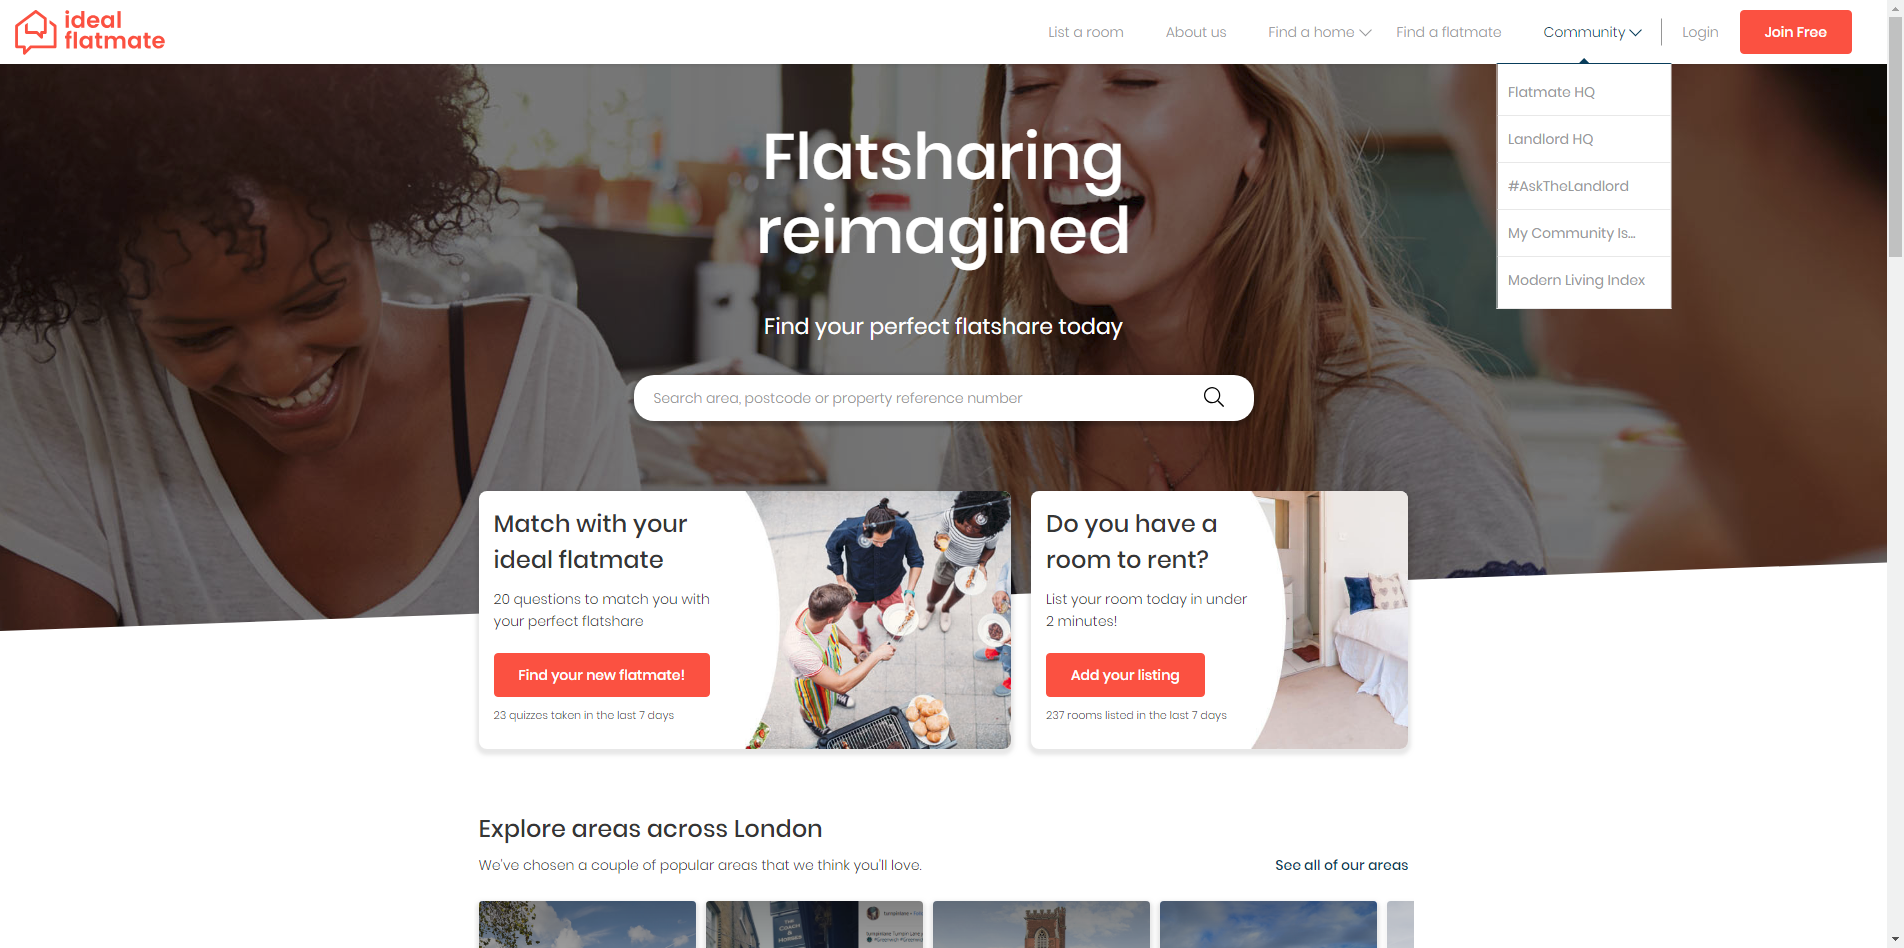 ideal
flatmate
List a room
About us
Find a home
Find a flatmate
Community
Login
Join Free
Flatmate HQ
Landlord HQ
#AskTheLandlord
My Community Is...
Modern Living Index
Flatsharing
reimagined
Find your perfect flatshare today
Search area, postcode or property reference number
Match with your
ideal flatmate
20 questions to match you with
your perfect flatshare
Find your new flatmate!
23 quizzes taken in the last 7 days
Do you have a
room to rent?
List your room today in under
2 minutes!
Add your listing
237 rooms listed in the last 7 days
Explore areas across London
We've chosen a couple of popular areas that we think you'll love.
See all of our areas
THE
COACH &
HORSES